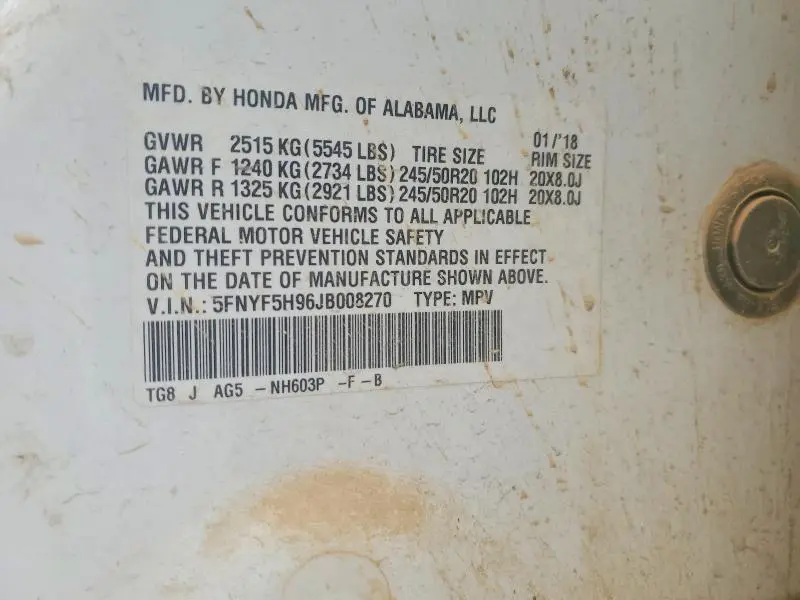 MFD. BY HONDA MFG. OF ALABAMA, LLC
01/'18
GVWR 2515 KG (5545 LBS) TIRE SIZE RIM SIZE
GAWR F 1240 KG (2734 LBS) 245/50R20 102H 20X8.0J
GAWR R 1325 KG (2921 LBS) 245/50R20 102H 20X8.0J
THIS VEHICLE CONFORMS TO ALL APPLICABLE
FEDERAL MOTOR VEHICLE SAFETY
AND THEFT PREVENTION STANDARDS IN EFFECT
ON THE DATE OF MANUFACTURE SHOWN ABOVE.
V.I.N.: 5FNYF5H96JB008270 TYPE: MPV
TG8 J AG5 -NH603P -F -B